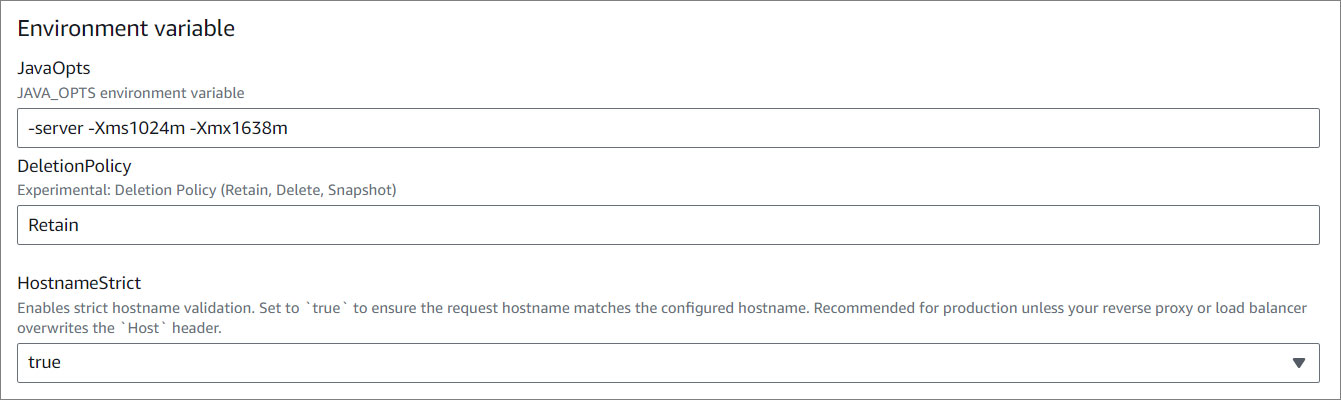 Environment variable
JavaOpts
JAVA_OPTS environment variable
-server -Xms1024m -Xmx1638m
DeletionPolicy
Experimental: Deletion Policy (Retain, Delete, Snapshot)
Retain
HostnameStrict
Enables strict hostname validation. Set to `true` to ensure the request hostname matches the configured hostname. Recommended for production unless your reverse proxy or load balancer
overwrites the `Host` header.
true